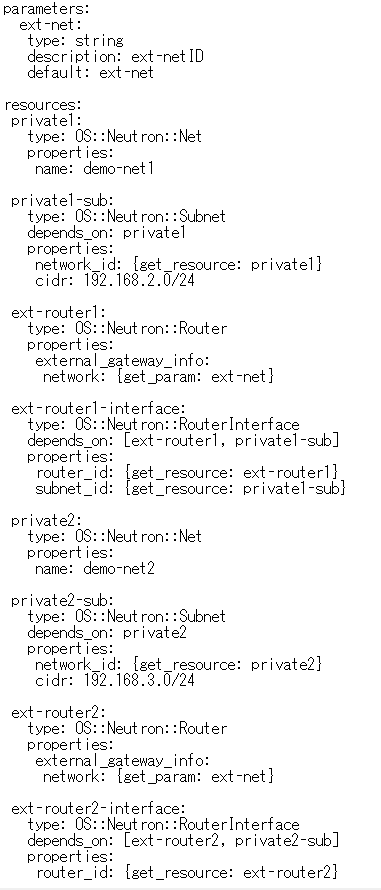 parameters:
  ext-net:
   type: string
   description: ext-netID
   default: ext-net

resources:
 private1:
   type: OS::Neutron::Net
   properties:
    name: demo-net1

 private1-sub:
   type: OS::Neutron::Subnet
   depends_on: private1
   properties:
    network_id: {get_resource: private1}
    cidr: 192.168.2.0/24

 ext-router1:
   type: OS::Neutron::Router
   properties:
    external_gateway_info:
     network: {get_param: ext-net}

 ext-router1-interface:
   type: OS::Neutron::RouterInterface
   depends_on: [ext-router1, private1-sub]
   properties:
    router_id: {get_resource: ext-router1}
    subnet_id: {get_resource: private1-sub}

 private2:
   type: OS::Neutron::Net
   properties:
    name: demo-net2

 private2-sub:
   type: OS::Neutron::Subnet
   depends_on: private2
   properties:
    network_id: {get_resource: private2}
    cidr: 192.168.3.0/24

 ext-router2:
   type: OS::Neutron::Router
   properties:
    external_gateway_info:
     network: {get_param: ext-net}

 ext-router2-interface:
   type: OS::Neutron::RouterInterface
   depends_on: [ext-router2, private2-sub]
   properties:
    router_id: {get_resource: ext-router2}